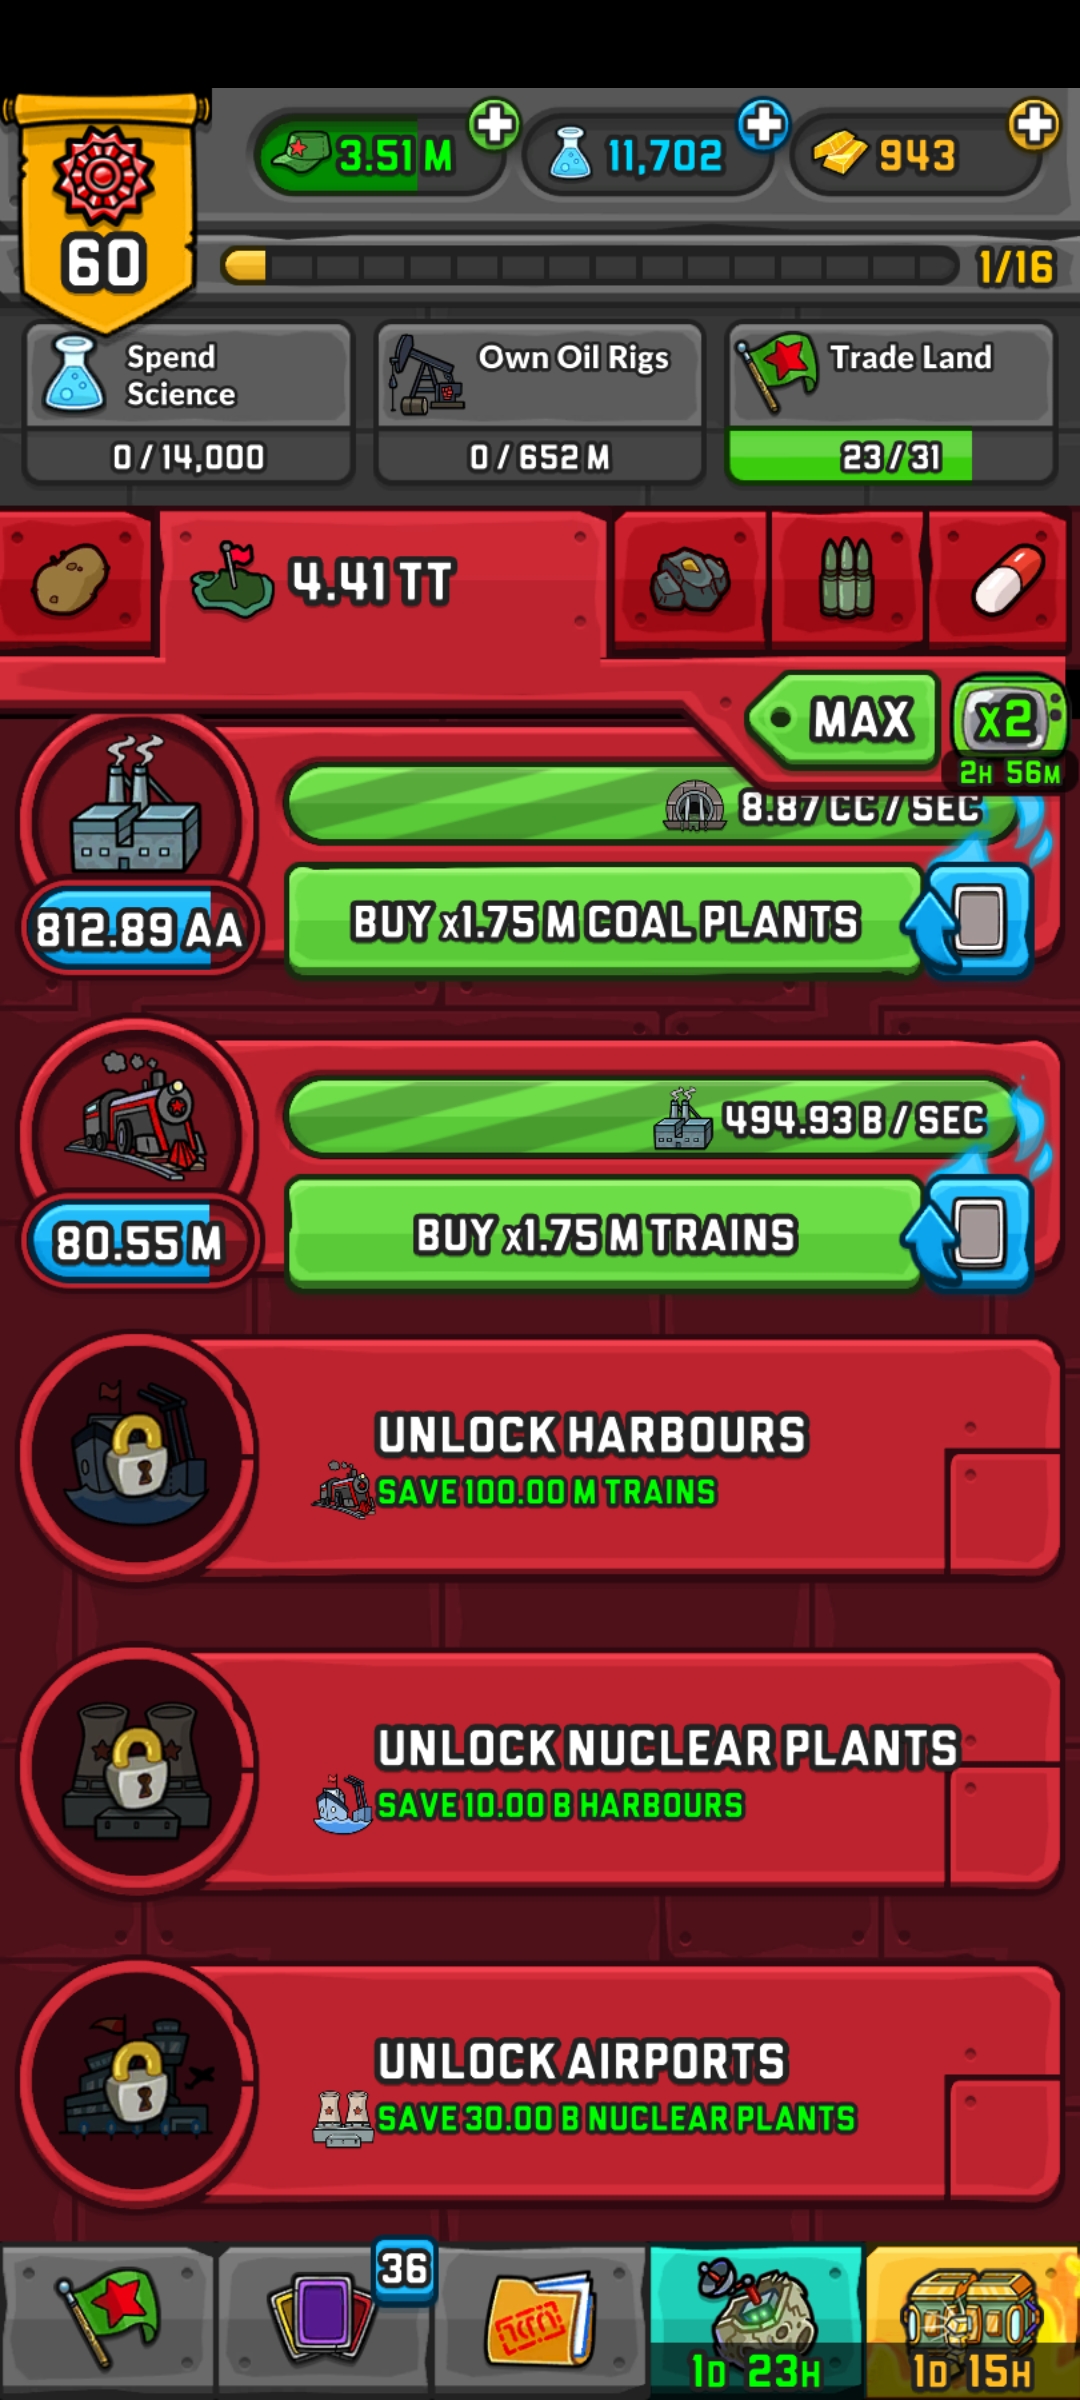 3.51 M
11,702
943
60
1/16
Spend
Science
0/14,000
Own Oil Rigs
0/652 M
Trade Land
23/31
4.41 TT
MAX
x2
2H 56M
8.87 CC/SEC
812.89 AA
BUY x1.75 M COAL PLANTS
494.93 B/SEC
80.55 M
BUY x1.75 M TRAINS
UNLOCK HARBOURS
SAVE 100.00 M TRAINS
UNLOCK NUCLEAR PLANTS
SAVE 10.00 B HARBOURS
UNLOCK AIRPORTS
SAVE 30.00 B NUCLEAR PLANTS
36
1D 23H
1D 15H